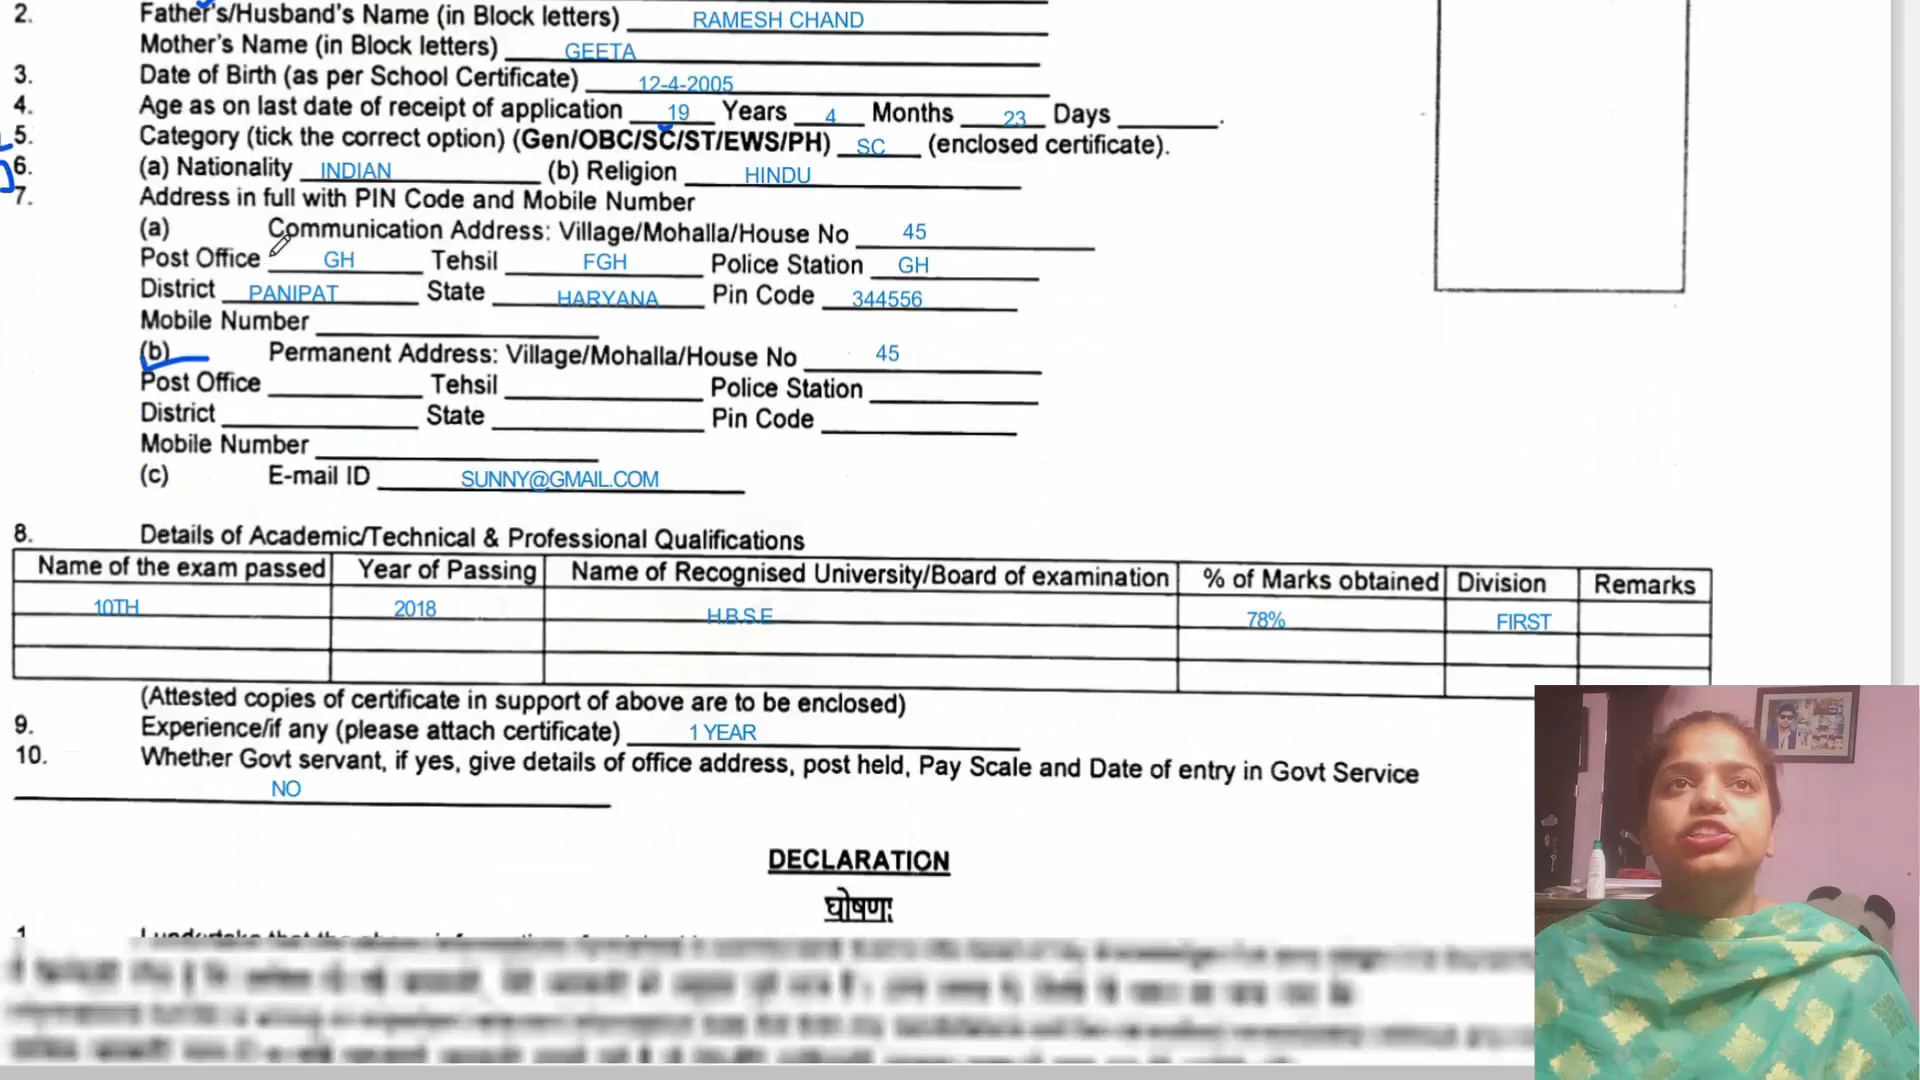 2. Father's/Husband's Name (in Block letters) RAMESH CHAND
Mother's Name (in Block letters) GEETA
3. Date of Birth (as per School Certificate) 12-4-2005
4. Age as on last date of receipt of application 19 Years 4 Months 23 Days
5. Category (tick the correct option) (Gen/OBC/SC/ST/EWS/PH) SC (enclosed certificate).
6. (a) Nationality INDIAN (b) Religion HINDU
7. Address in full with PIN Code and Mobile Number
(a) Communication Address: Village/Mohalla/House No 45
Post Office GH Tehsil FGH Police Station GH
District PANIPAT State HARYANA Pin Code 344556
Mobile Number
(b) Permanent Address: Village/Mohalla/House No 45
Post Office Tehsil Police Station
District State Pin Code
Mobile Number
(c) E-mail ID SUNNY@GMAIL.COM
8. Details of Academic/Technical & Professional Qualifications
Name of the exam passed Year of Passing Name of Recognised University/Board of examination % of Marks obtained Division Remarks
10TH 2018 H.B.S.E 78% FIRST
(Attested copies of certificate in support of above are to be enclosed)
9. Experience/if any (please attach certificate) 1 YEAR
10. Whether Govt servant, if yes, give details of office address, post held, Pay Scale and Date of entry in Govt Service
NO
DECLARATION
घोषणा
1. I undertake that the above